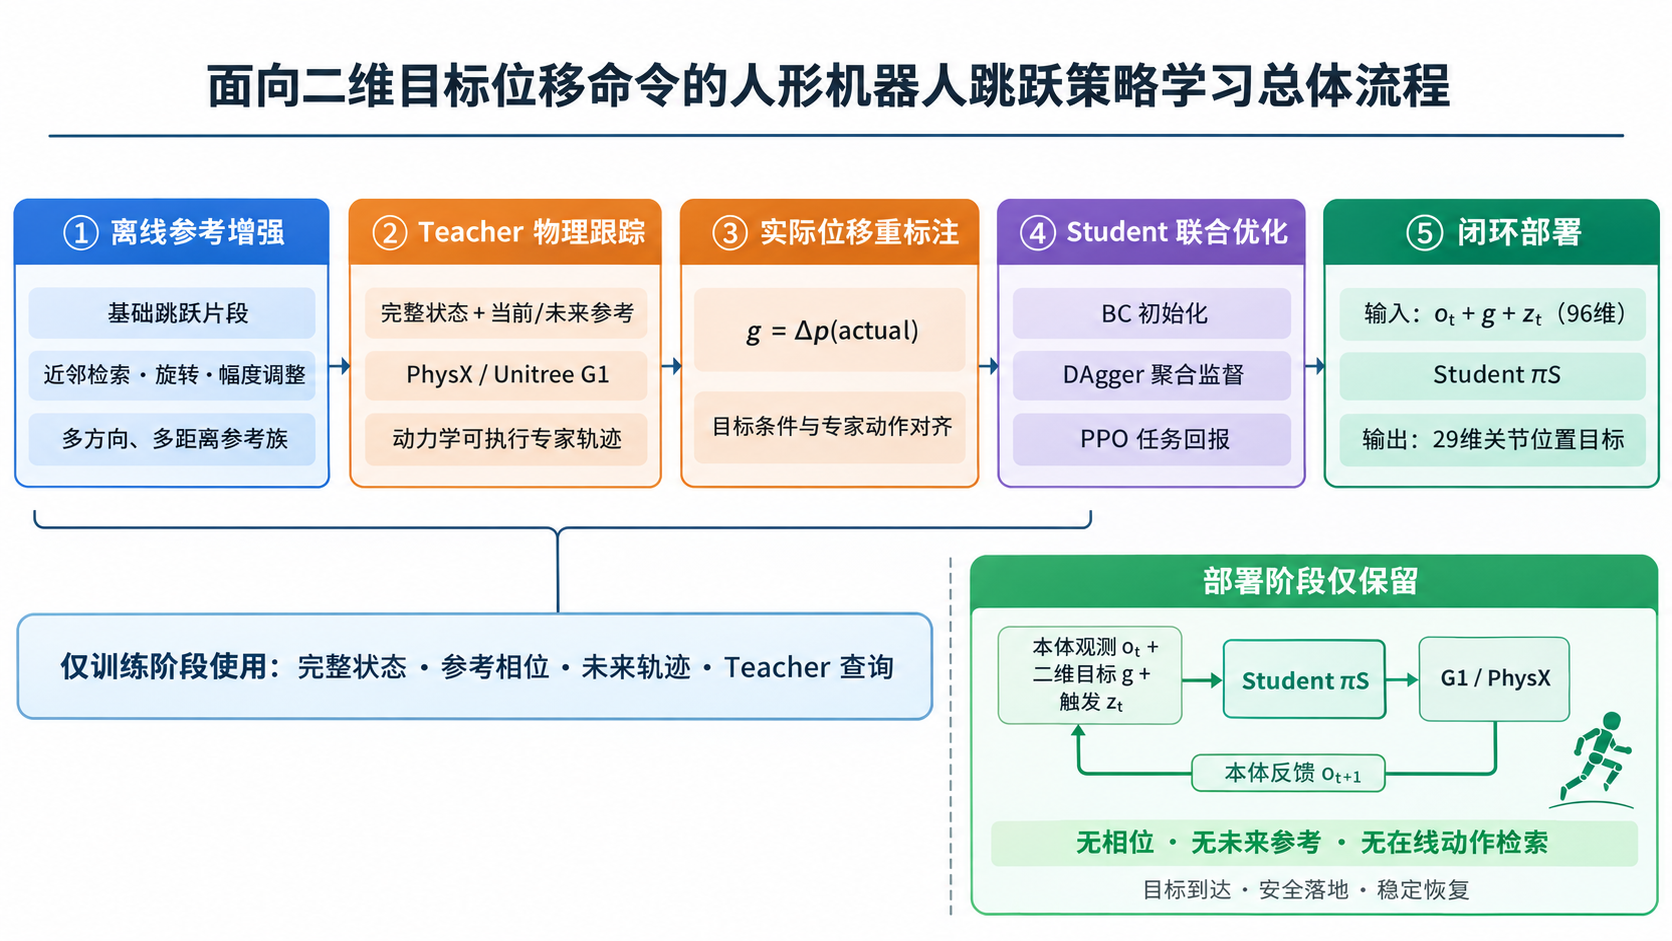 面向二维目标位移命令的人形机器人跳跃策略学习总体流程
① 离线参考增强
基础跳跃片段
近邻检索・旋转・幅度调整
多方向、多距离参考族
② Teacher 物理跟踪
完整状态 + 当前/未来参考
PhysX / Unitree G1
动力学可执行专家轨迹
③ 实际位移重标注
g = Δp(actual)
目标条件与专家动作对齐
④ Student 联合优化
BC 初始化
DAgger 聚合监督
PPO 任务回报
⑤ 闭环部署
输入：oₜ + g + zₜ（96维）
Student πS
输出：29维关节位置目标
仅训练阶段使用：完整状态・参考相位・未来轨迹・Teacher 查询
部署阶段仅保留
本体观测 oₜ +
二维目标 g +
触发 zₜ
Student πS
G1 / PhysX
本体反馈 oₜ₊₁
无相位・无未来参考・无在线动作检索
目标到达・安全落地・稳定恢复